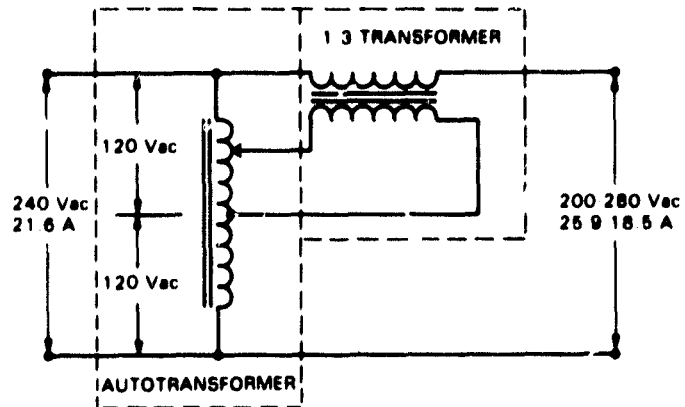 1 3 TRANSFORMER
120 Vac
240 Vac
21.6 A
200 280 Vac
25 9 18.5 A
120 Vac
AUTOTRANSFORMER